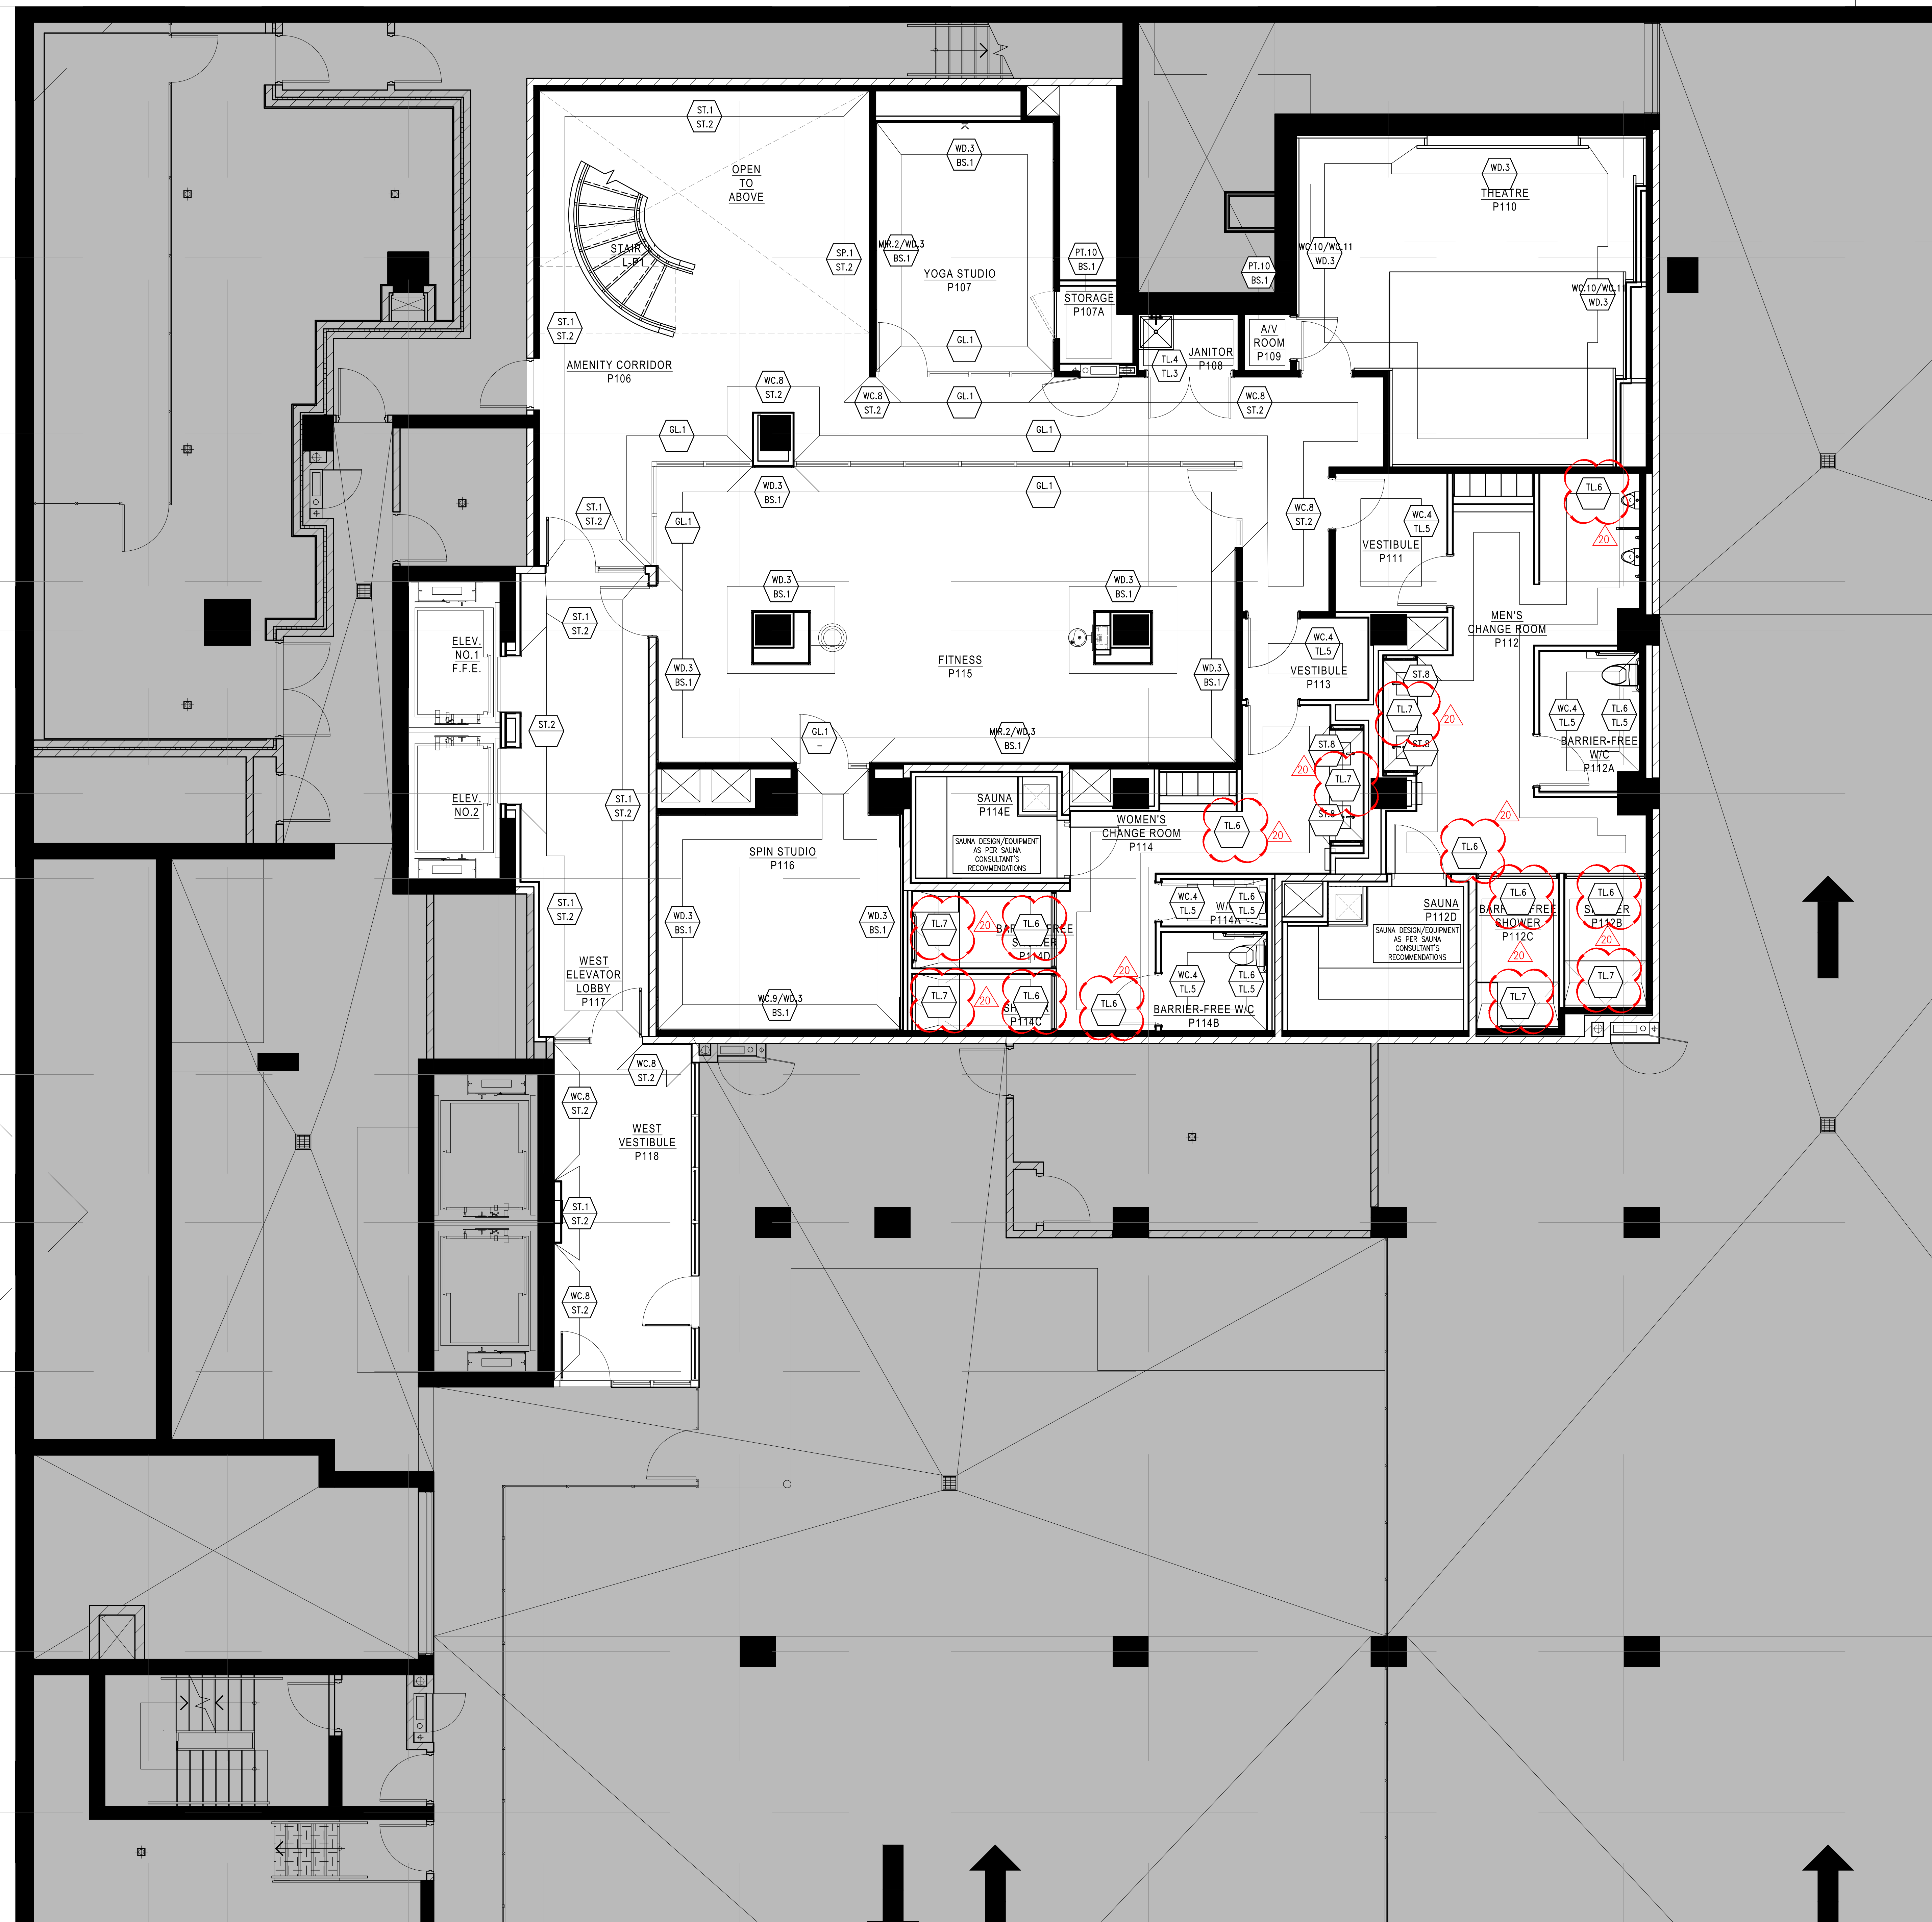 ST.1
ST.2
OPEN
TO
ABOVE
WD.3
BS.1
WD.3
THEATRE
P110
STAIR
L-P1
SP.1
ST.2
MIR.2/WD.3
BS.1
YOGA STUDIO
P107
PT.10
BS.1
PT.10
BS.1
WC.10/WC.11
WD.3
WC.10/WC.11
WD.3
STORAGE
P107A
ST.1
ST.2
AMENITY CORRIDOR
P106
GL.1
TL.4
TL.3
JANITOR
P108
A/V
ROOM
P109
WC.8
ST.2
WC.8
ST.2
GL.1
WC.8
ST.2
GL.1
GL.1
WD.3
BS.1
GL.1
TL.6
20
ST.1
ST.2
GL.1
WC.8
ST.2
WC.4
TL.5
VESTIBULE
P111
WD.3
BS.1
WD.3
BS.1
ST.1
ST.2
ELEV.
NO.1
F.F.E.
MEN'S
CHANGE ROOM
P112
WC.4
TL.5
VESTIBULE
P113
WD.3
BS.1
FITNESS
P115
WD.3
BS.1
ST.8
TL.7
20
ST.8
WC.4
TL.5
TL.6
TL.5
BARRIER-FREE
W/C
P112A
ST.2
GL.1
-
MIR.2/WD.3
BS.1
ST.8
20
TL.7
ST.8
ELEV.
NO.2
ST.1
ST.2
SAUNA
P114E
SAUNA DESIGN/EQUIPMENT
AS PER SAUNA
CONSULTANT'S
RECOMMENDATIONS
WOMEN'S
CHANGE ROOM
P114
TL.6
20
20
TL.6
SPIN STUDIO
P116
ST.1
ST.2
WD.3
BS.1
WD.3
BS.1
TL.7
20
TL.6
BARRIER-FREE
SHOWER
P114D
WC.4
TL.5
W/C
P114A
TL.6
TL.5
SAUNA
P112D
SAUNA DESIGN/EQUIPMENT
AS PER SAUNA
CONSULTANT'S
RECOMMENDATIONS
TL.6
BARRIER-FREE
SHOWER
P112C
20
TL.7
TL.6
SHOWER
P112B
20
TL.7
WEST
ELEVATOR
LOBBY
P117
WC.9/WD.3
BS.1
TL.7
20
TL.6
SHOWER
P114C
20
TL.6
WC.4
TL.5
TL.6
TL.5
BARRIER-FREE W/C
P114B
WC.8
ST.2
WC.8
ST.2
WEST
VESTIBULE
P118
ST.1
ST.2
WC.8
ST.2